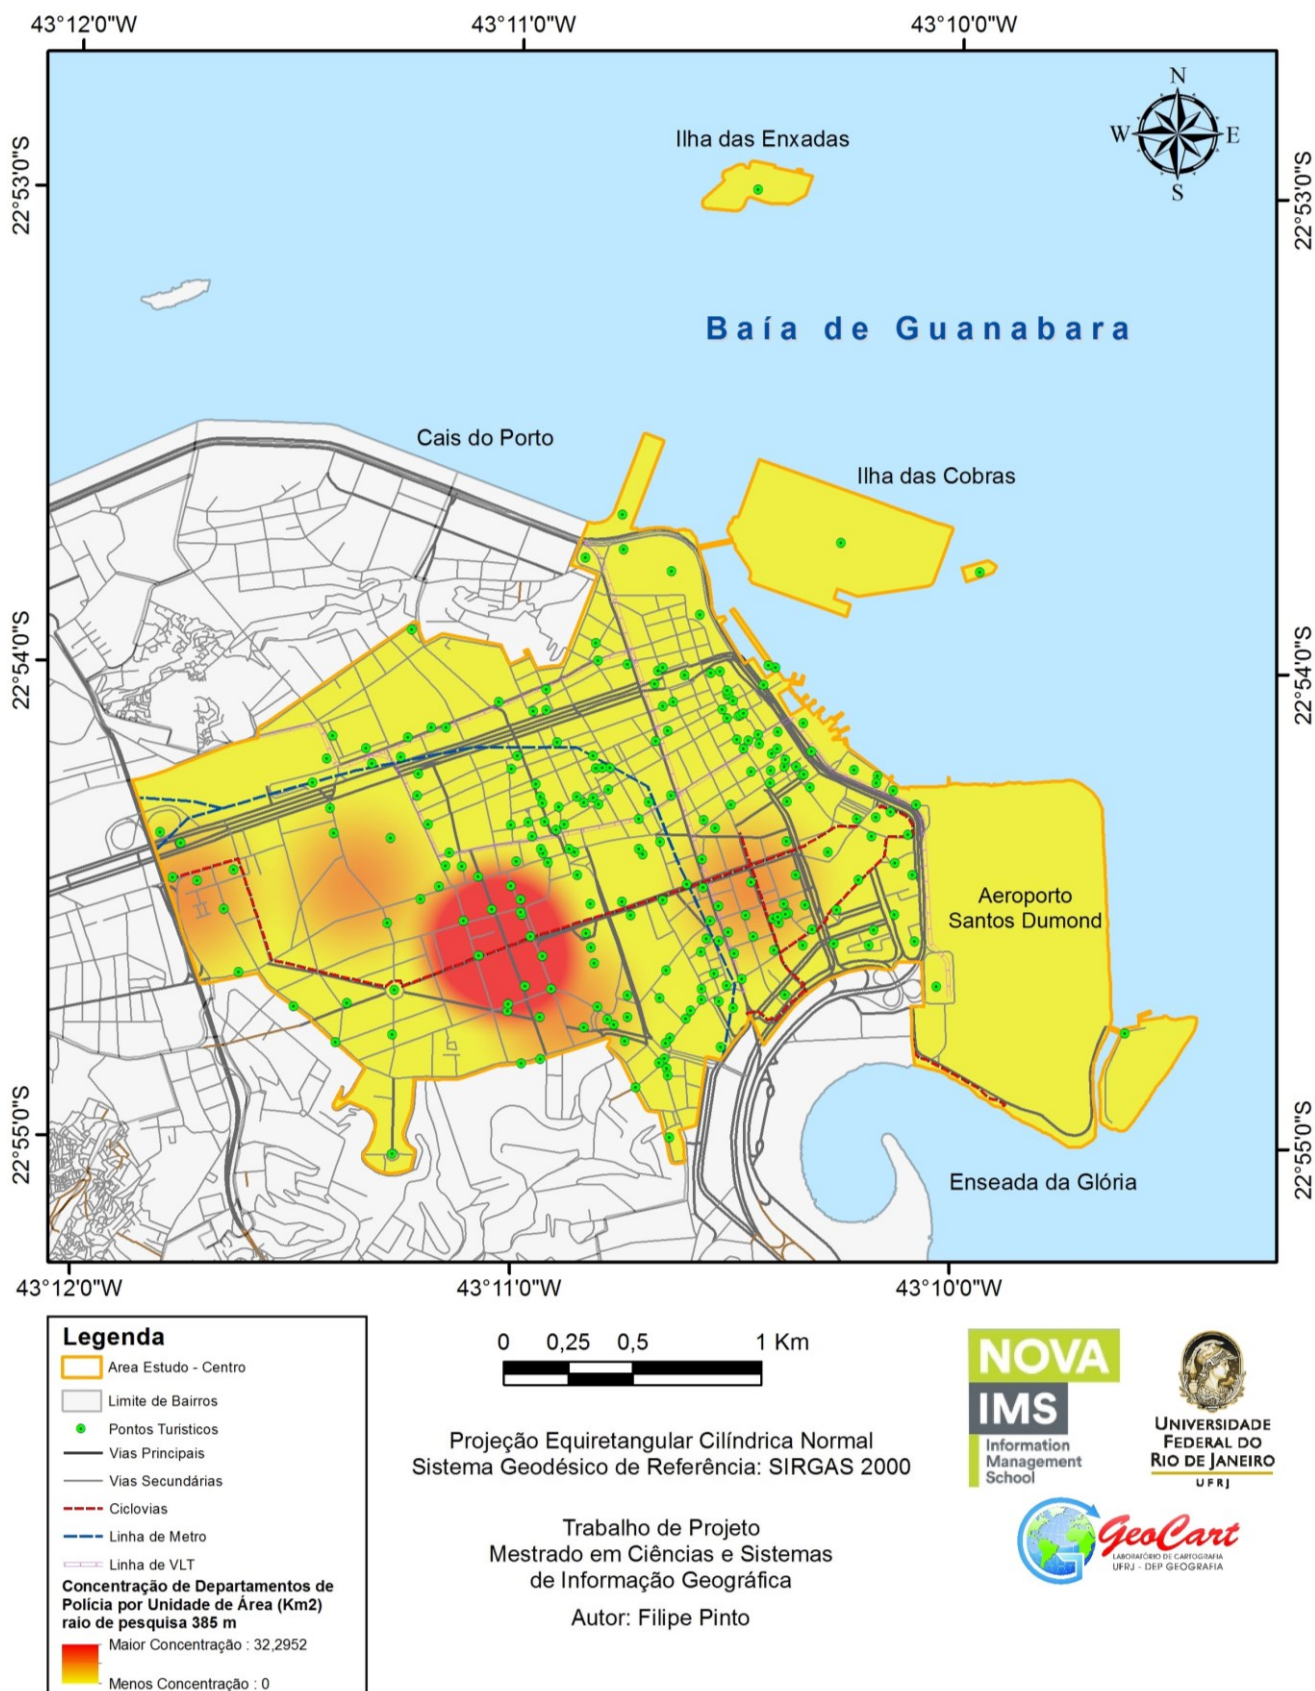 43°12'0"W 43°11'0"W 43°10'0"W
N
W E
S
Ilha das Enxadas
22°53'0"S
22°53'0"S
Baía de Guanabara
Cais do Porto
Ilha das Cobras
22°54'0"S
22°54'0"S
Aeroporto
Santos Dumond
22°55'0"S
22°55'0"S
Enseada da Glória
43°12'0"W 43°11'0"W 43°10'0"W
Legenda
Area Estudo - Centro
Limite de Bairros
Pontos Turisticos
Vias Principais
Vias Secundárias
Ciclovias
Linha de Metro
Linha de VLT
Concentração de Departamentos de
Polícia por Unidade de Área (Km2)
raio de pesquisa 385 m
Maior Concentração : 32,2952
Menos Concentração : 0
0 0,25 0,5 1 Km
Projeção Equiretangular Cilíndrica Normal
Sistema Geodésico de Referência: SIRGAS 2000
Trabalho de Projeto
Mestrado em Ciências e Sistemas
de Informação Geográfica
Autor: Filipe Pinto
NOVA
IMS
Information
Management
School
UNIVERSIDADE
FEDERAL DO
RIO DE JANEIRO
UFRJ
GeoCart
LABORATÓRIO DE CARTOGRAFIA
UFRJ - DEP GEOGRAFIA